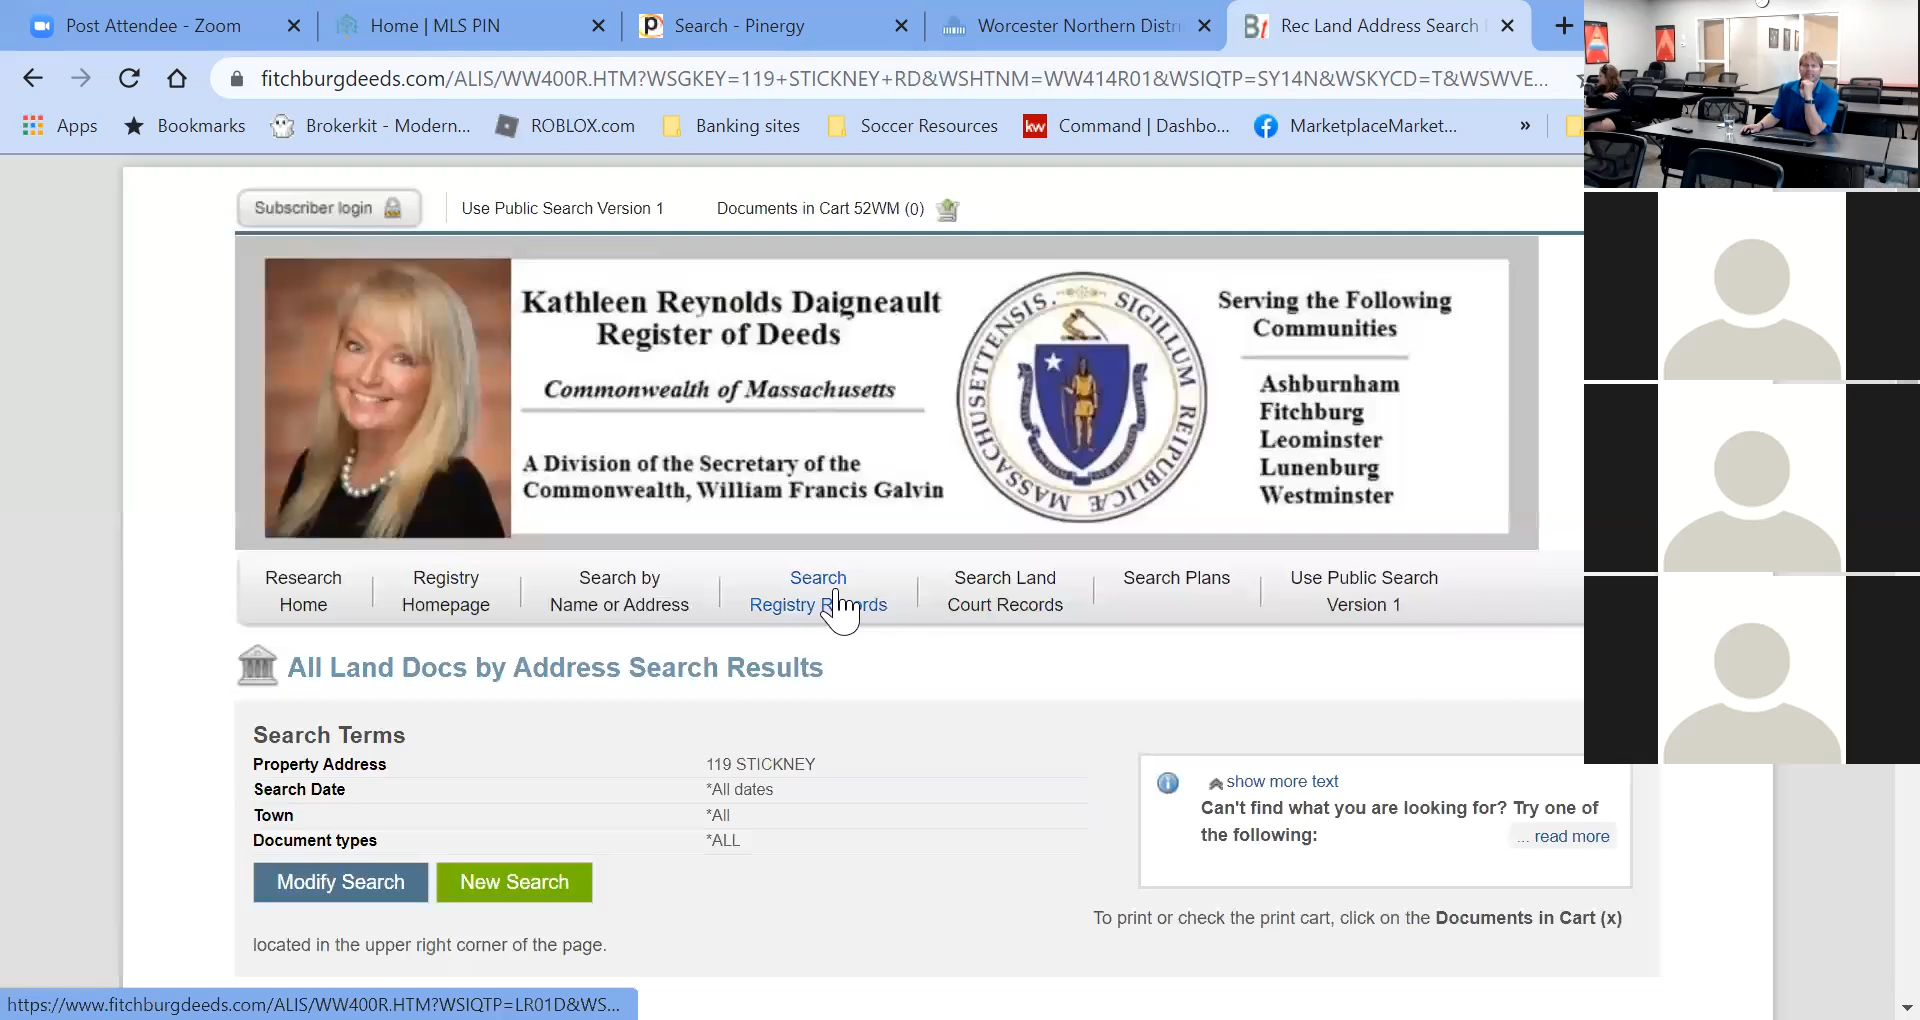 Post Attendee - Zoom
Home | MLS PIN
Search - Pinergy
Worcester Northern Distri
Rec Land Address Search
fitchburgdeeds.com/ALIS/WW400R.HTM?WSGKEY=119+STICKNEY+RD&WSHTNM=WW414R01&WSIQTP=SY14N&WSKYCD=T&WSWVE...
Apps
Bookmarks
Brokerkit - Modern...
ROBLOX.com
Banking sites
Soccer Resources
kw
Command | Dashbo...
MarketplaceMarket...
»
Subscriber login
Use Public Search Version 1
Documents in Cart 52WM (0)
Kathleen Reynolds Daigneault
Register of Deeds
Commonwealth of Massachusetts
A Division of the Secretary of the
Commonwealth, William Francis Galvin
SIGILLUM REIPUBLICÆ MASSACHUSETTENSIS.
Serving the Following
Communities
Ashburnham
Fitchburg
Leominster
Lunenburg
Westminster
Research
Home
Registry
Homepage
Search by
Name or Address
Search
Registry Records
Search Land
Court Records
Search Plans
Use Public Search
Version 1
All Land Docs by Address Search Results
Search Terms
Property Address 119 STICKNEY
Search Date *All dates
Town *All
Document types *ALL
Modify Search
New Search
show more text
Can't find what you are looking for? Try one of
the following:
... read more
To print or check the print cart, click on the Documents in Cart (x)
located in the upper right corner of the page.
https://www.fitchburgdeeds.com/ALIS/WW400R.HTM?WSIQTP=LR01D&WS...